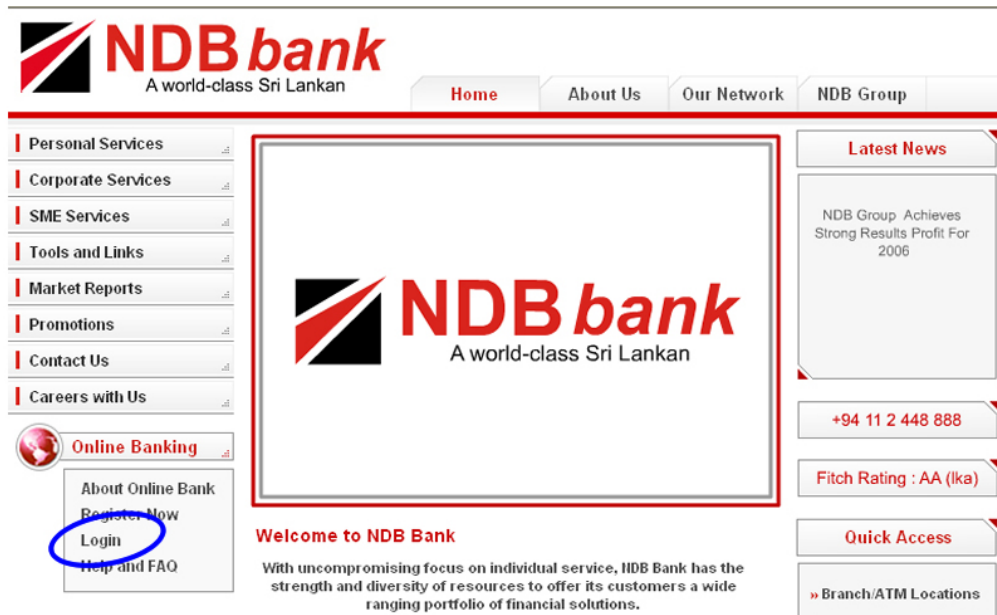 NDB bank
A world-class Sri Lankan
Home
About Us
Our Network
NDB Group
Personal Services
Corporate Services
SME Services
Tools and Links
Market Reports
Promotions
Contact Us
Careers with Us
Online Banking
About Online Bank
Register Now
Login
Help and FAQ
NDB bank
A world-class Sri Lankan
Welcome to NDB Bank
With uncompromising focus on individual service, NDB Bank has the
strength and diversity of resources to offer its customers a wide
ranging portfolio of financial solutions.
Latest News
NDB Group Achieves
Strong Results Profit For
2006
+94 11 2 448 888
Fitch Rating : AA (lka)
Quick Access
» Branch/ATM Locations